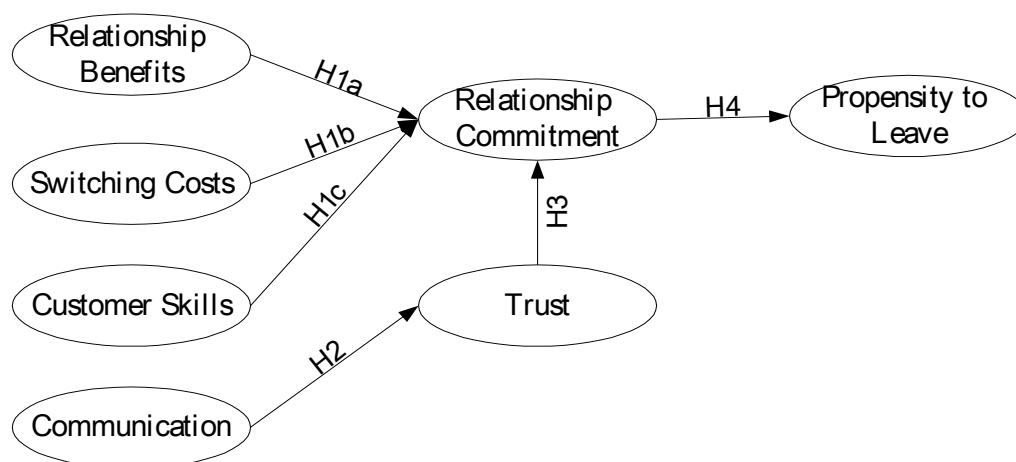 Relationship
Benefits
H1a
Relationship
Commitment
H4
Propensity to
Leave
H1b
Switching Costs
H1c
H3
Customer Skills
Trust
H2
Communication